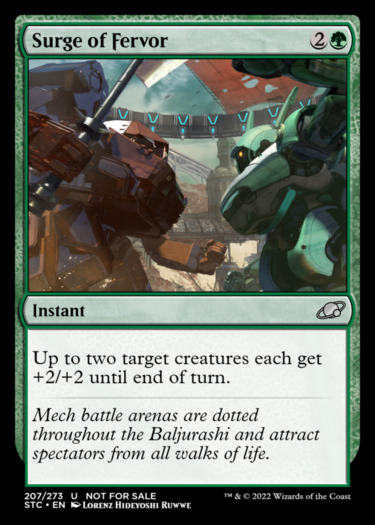 Surge of Fervor 2
Instant
Up to two target creatures each get
+2/+2 until end of turn.
Mech battle arenas are dotted
throughout the Baljurashi and attract
spectators from all walks of life.
207/273 U NOT FOR SALE
STC • EN Lorenz Hideyoshi Ruwwe
™ & © 2022 Wizards of the Coast